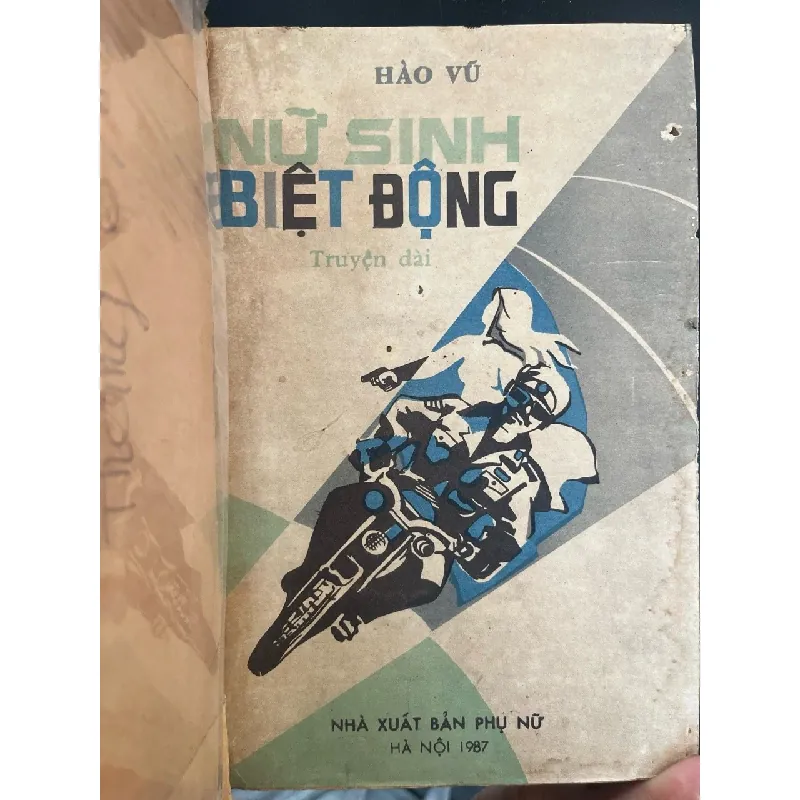 HÀO VŨ
NỮ SINH
BIỆT ĐỘNG
Truyện dài
NHÀ XUẤT BẢN PHỤ NỮ
HÀ NỘI 1987